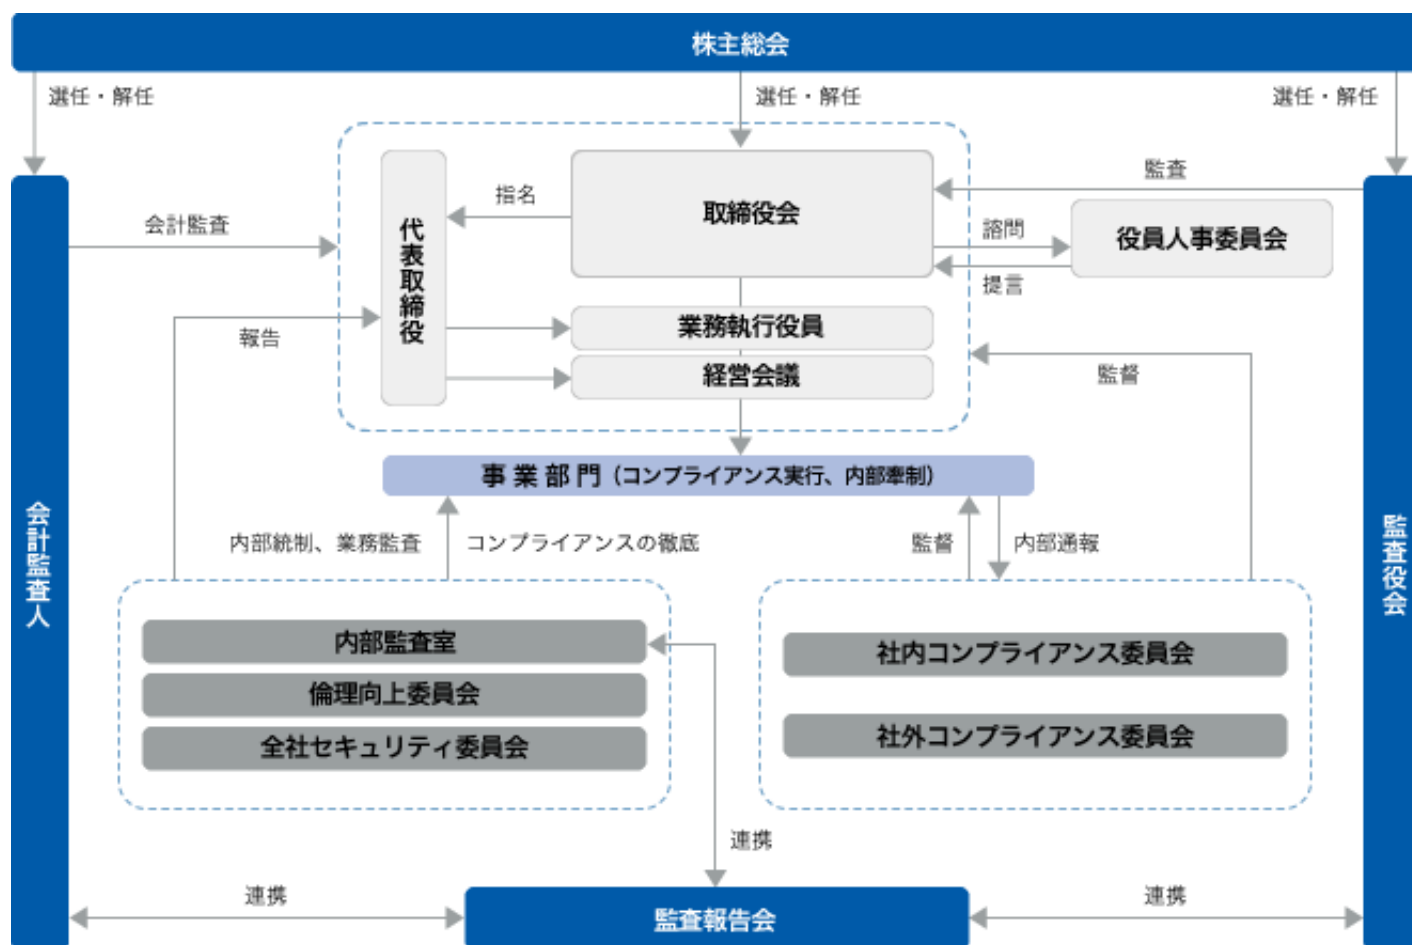 株主総会
選任・解任
選任・解任
選任・解任
監査
指名
取締役会
代表取締役
会計監査
諮問
役員人事委員会
提言
報告
業務執行役員
経営会議
監督
事業部門（コンプライアンス実行、内部牽制）
会計監査人
監査役会
内部統制、業務監査
コンプライアンスの徹底
監督
内部通報
内部監査室
倫理向上委員会
全社セキュリティ委員会
社内コンプライアンス委員会
社外コンプライアンス委員会
連携
連携
連携
監査報告会